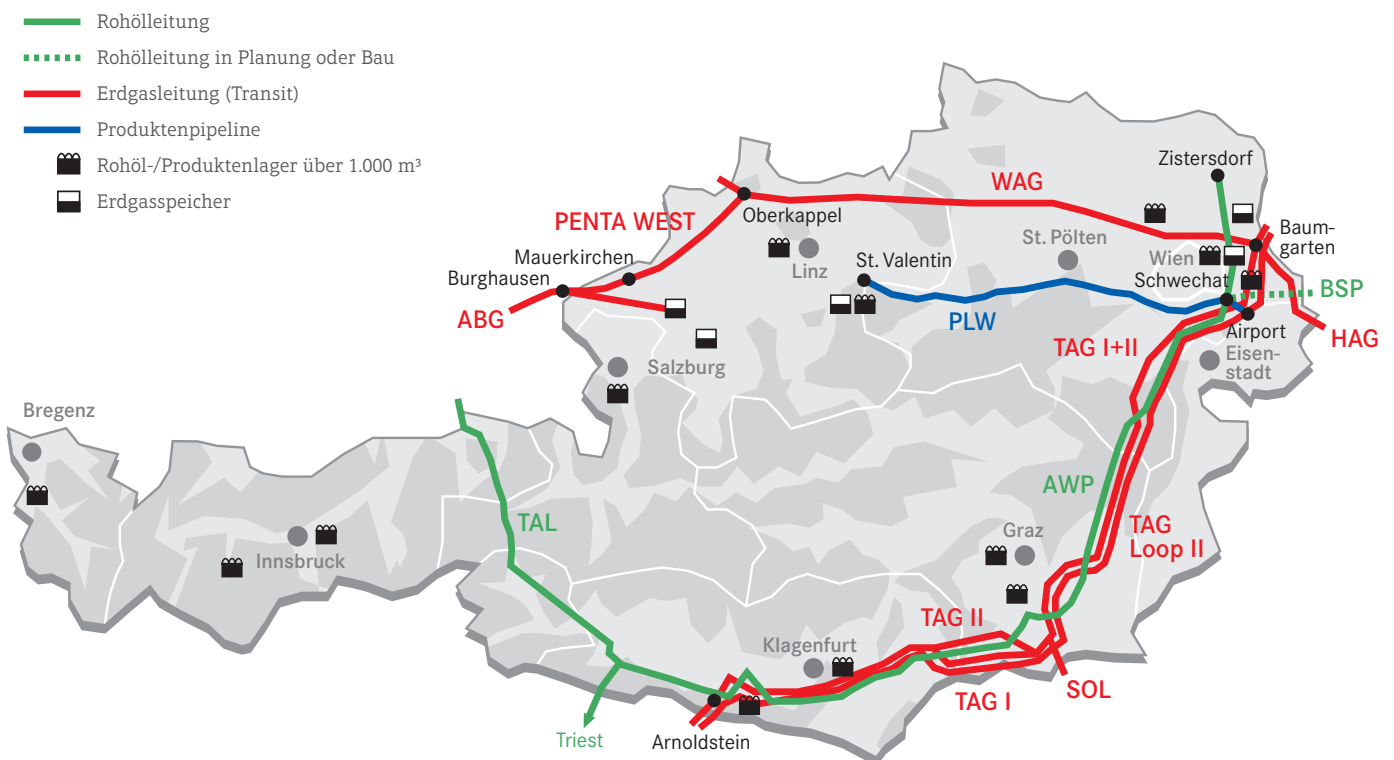 Rohölleitung
Rohölleitung in Planung oder Bau
Erdgasleitung (Transit)
Produktenpipeline
Rohöl-/Produktenlager über 1.000 m³
Erdgasspeicher
Zistersdorf
WAG
PENTA WEST
Oberkappel
Baum-
garten
St. Pölten
Mauerkirchen
Linz
St. Valentin
Wien
Burghausen
Schwechat
BSP
ABG
PLW
Airport
HAG
TAG I+II
Eisen-
stadt
Salzburg
Bregenz
AWP
TAL
TAG
Loop II
Graz
Innsbruck
TAG II
Klagenfurt
SOL
TAG I
Triest
Arnoldstein